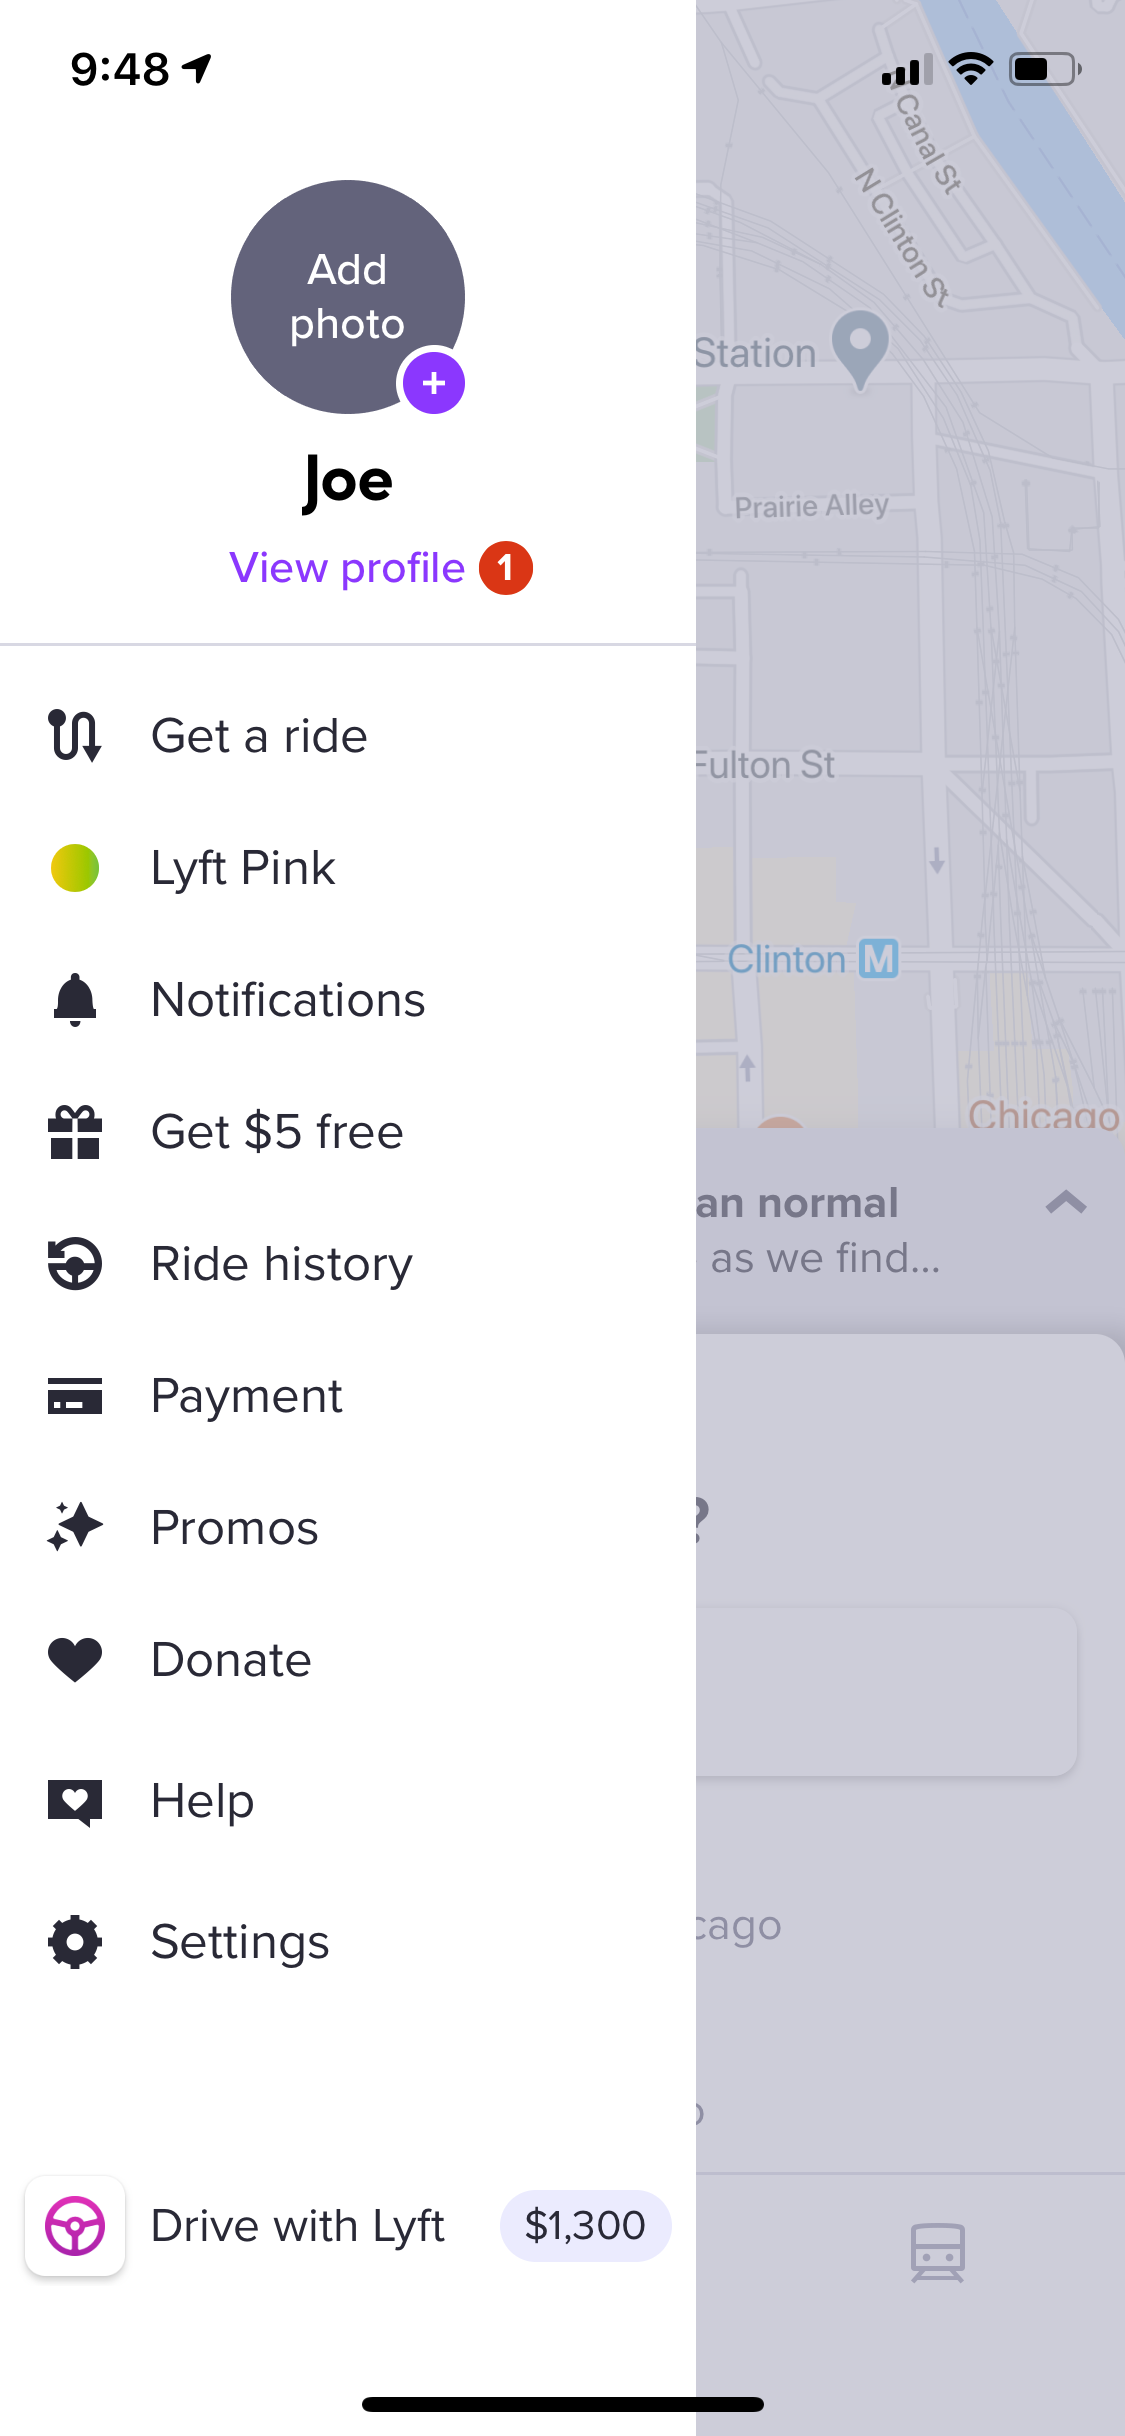 9:48
N Canal St
N Clinton St
Add
photo
+
Station
Joe
Prairie Alley
View profile 1
Get a ride
Fulton St
Lyft Pink
Clinton M
Notifications
Get $5 free
Chicago
an normal
Ride history
as we find...
Payment
Promos
?
Donate
Help
cago
Settings
o
Drive with Lyft $1,300